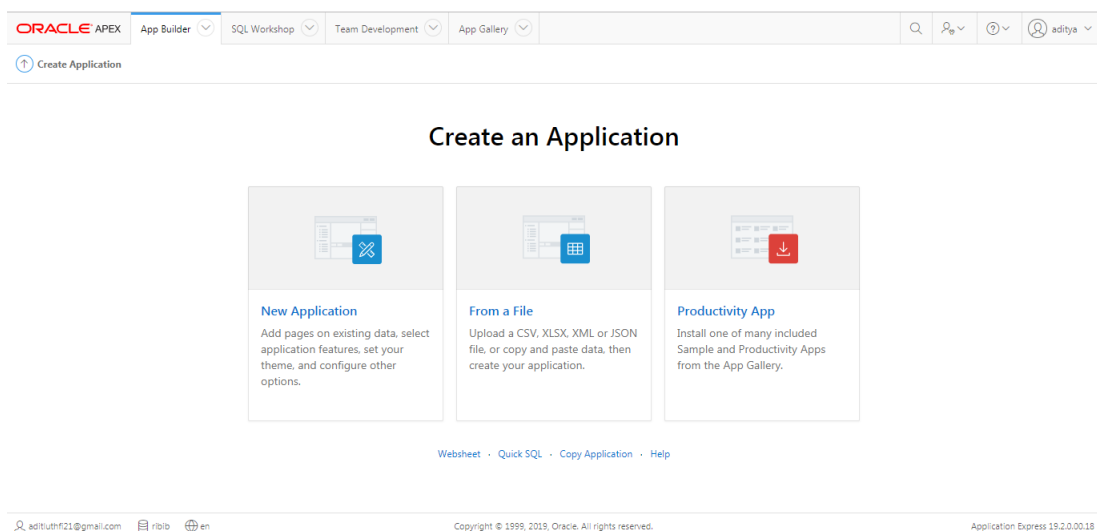 ORACLE APEX App Builder SQL Workshop Team Development App Gallery aditya
Create Application
Create an Application
New Application
Add pages on existing data, select
application features, set your
theme, and configure other
options.
From a File
Upload a CSV, XLSX, XML or JSON
file, or copy and paste data, then
create your application.
Productivity App
Install one of many included
Sample and Productivity Apps
from the App Gallery.
Websheet · Quick SQL · Copy Application · Help
aditiuthfi21@gmail.com ribib en Copyright © 1999, 2019, Oracle. All rights reserved. Application Express 19.2.0.00.18